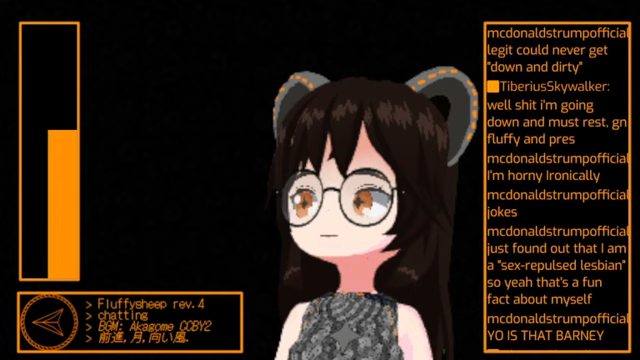 mcdonaldstrumpofficial
legit could never get
"down and dirty"
TiberiusSkywalker:
well shit i'm going
down and must rest, gn
fluffy and pres
mcdonaldstrumpofficial
I'm horny Ironically
mcdonaldstrumpofficial
jokes
mcdonaldstrumpofficial
just found out that I am
a "sex-repulsed lesbian"
so yeah that's a fun
fact about myself
mcdonaldstrumpofficial
YO IS THAT BARNEY
> Fluffysheep rev.4
> chatting
> BGM: Akagome CCBY2
> 前進,月,向い風.